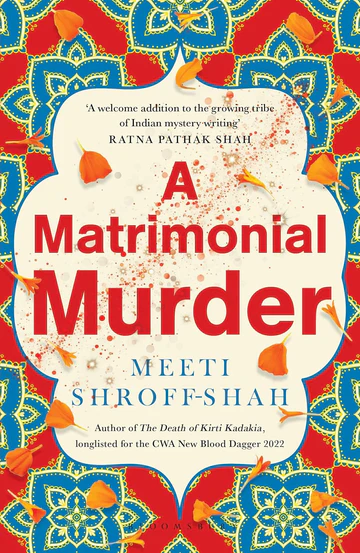 ‘A welcome addition to the growing tribe
of Indian mystery writing’
RATNA PATHAK SHAH
A
Matrimonial
Murder
MEETI
SHROFF-SHAH
Author of The Death of Kirti Kadakia,
longlisted for the CWA New Blood Dagger 2022
BLOOMSBURY